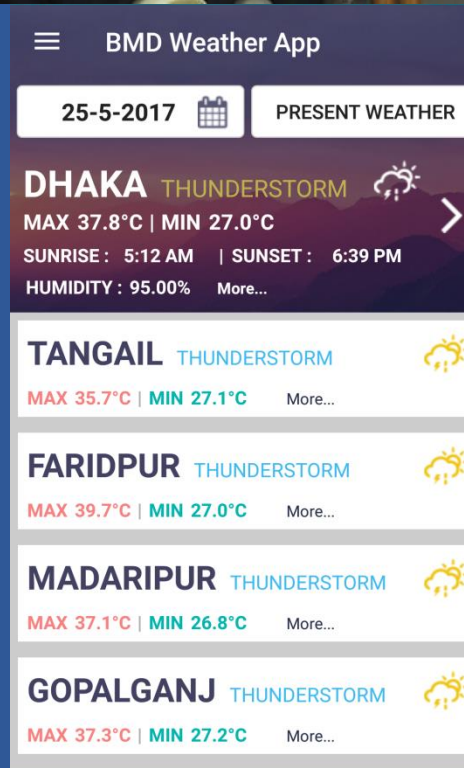 BMD Weather App
25-5-2017 PRESENT WEATHER
DHAKA THUNDERSTORM
MAX 37.8°C | MIN 27.0°C
SUNRISE : 5:12 AM | SUNSET : 6:39 PM
HUMIDITY : 95.00% More...
TANGAIL THUNDERSTORM
MAX 35.7°C | MIN 27.1°C More...
FARIDPUR THUNDERSTORM
MAX 39.7°C | MIN 27.0°C More...
MADARIPUR THUNDERSTORM
MAX 37.1°C | MIN 26.8°C More...
GOPALGANJ THUNDERSTORM
MAX 37.3°C | MIN 27.2°C More...